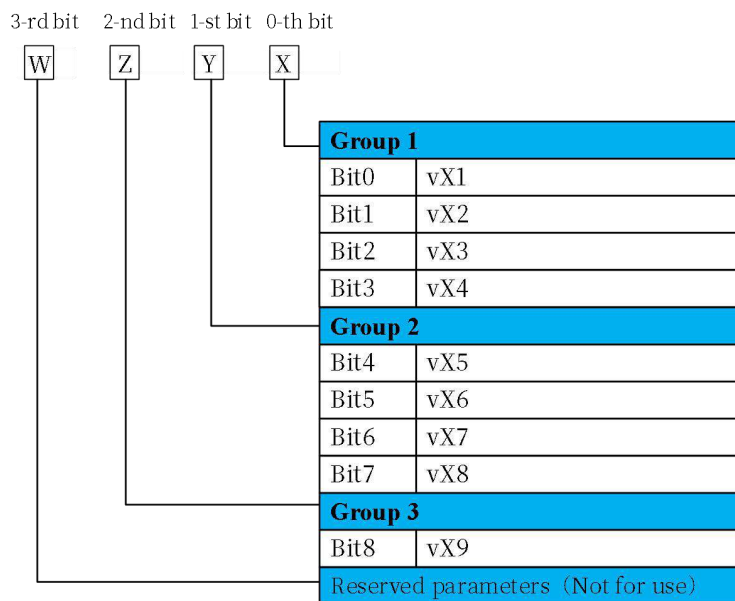 3-rd bit 2-nd bit 1-st bit 0-th bit
W Z Y X
Group 1
Bit0 vX1
Bit1 vX2
Bit2 vX3
Bit3 vX4
Group 2
Bit4 vX5
Bit5 vX6
Bit6 vX7
Bit7 vX8
Group 3
Bit8 vX9
Reserved parameters (Not for use)